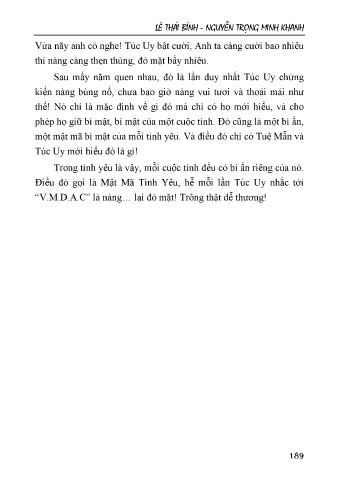 LÊ THÁI BÌNH - NGUYỄN TRỌNG MINH KHANH
Vừa nãy anh có nghe! Túc Uy bật cười, Anh ta càng cười bao nhiêu
thì nàng càng thẹn thùng, đỏ mặt bấy nhiêu.
Sau mấy năm quen nhau, đó là lần duy nhất Túc Uy chứng
kiến nàng bùng nổ, chưa bao giờ nàng vui tươi và thoải mái như
thế! Nó chỉ là mặc định về gì đó mà chỉ có họ mới hiểu, và cho
phép họ giữ bí mật, bí mật của một cuộc tình. Đó cũng là một bí ẩn,
một mật mã bí mật của mỗi tình yêu. Và điều đó chỉ có Tuệ Mẫn và
Túc Uy mới hiểu đó là gì!
Trong tình yêu là vậy, mỗi cuộc tình đều có bí ẩn riêng của nó.
Điều đó gọi là Mật Mã Tình Yêu, hễ mỗi lần Túc Uy nhắc tới
“V.M.D.A.C” là nàng… lại đỏ mặt! Trông thật dễ thương!
189